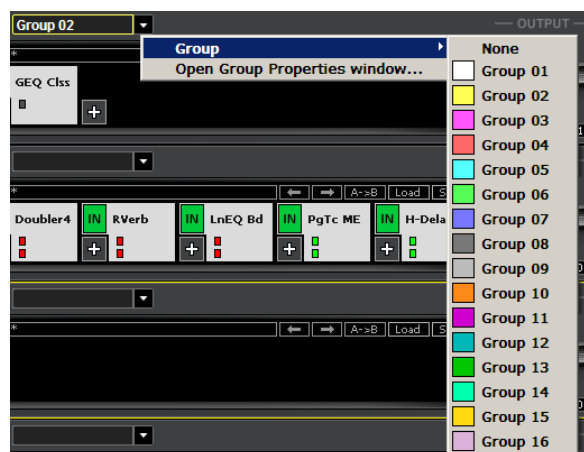 Group 02
OUTPUT
*
Group
Open Group Properties window...
None
Group 01
Group 02
Group 03
Group 04
Group 05
Group 06
Group 07
Group 08
Group 09
Group 10
Group 11
Group 12
Group 13
Group 14
Group 15
Group 16
GEQ Clss
+
*
A->B Load S
Doubler4 IN RVerb IN LnEQ Bd IN PgTc ME IN H-Dela
+ + + +
*
A->B Load S